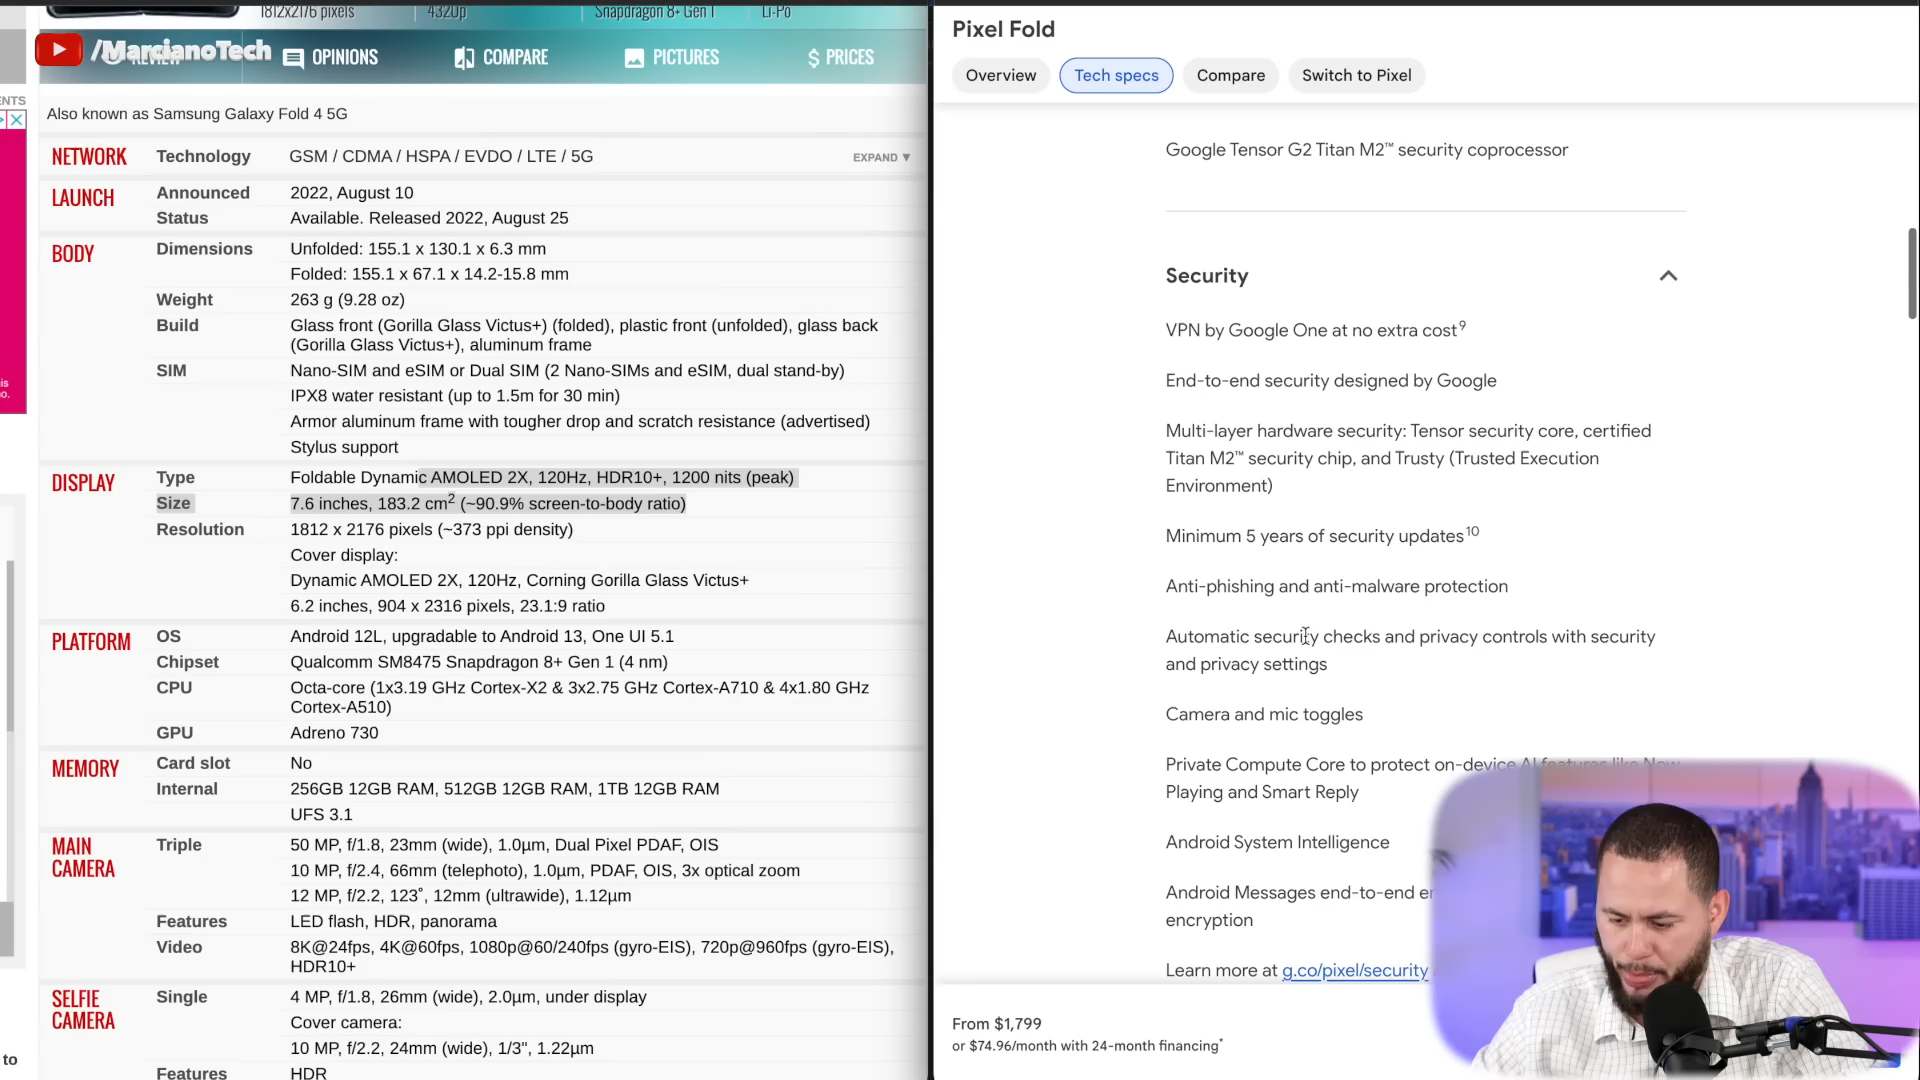 1812x2176 pixels
4320p
Snapdragon 8+ Gen 1
Li-Po
/MarcianoTech
REVIEW
OPINIONS
COMPARE
PICTURES
$ PRICES
ENTS
Also known as Samsung Galaxy Fold 4 5G
NETWORK Technology GSM / CDMA / HSPA / EVDO / LTE / 5G EXPAND ▼
LAUNCH Announced 2022, August 10
Status Available. Released 2022, August 25
BODY Dimensions Unfolded: 155.1 x 130.1 x 6.3 mm
Folded: 155.1 x 67.1 x 14.2-15.8 mm
Weight 263 g (9.28 oz)
Build Glass front (Gorilla Glass Victus+) (folded), plastic front (unfolded), glass back
(Gorilla Glass Victus+), aluminum frame
SIM Nano-SIM and eSIM or Dual SIM (2 Nano-SIMs and eSIM, dual stand-by)
IPX8 water resistant (up to 1.5m for 30 min)
Armor aluminum frame with tougher drop and scratch resistance (advertised)
Stylus support
DISPLAY Type Foldable Dynamic AMOLED 2X, 120Hz, HDR10+, 1200 nits (peak)
Size 7.6 inches, 183.2 cm2 (~90.9% screen-to-body ratio)
Resolution 1812 x 2176 pixels (~373 ppi density)
Cover display:
Dynamic AMOLED 2X, 120Hz, Corning Gorilla Glass Victus+
6.2 inches, 904 x 2316 pixels, 23.1:9 ratio
PLATFORM OS Android 12L, upgradable to Android 13, One UI 5.1
Chipset Qualcomm SM8475 Snapdragon 8+ Gen 1 (4 nm)
CPU Octa-core (1x3.19 GHz Cortex-X2 & 3x2.75 GHz Cortex-A710 & 4x1.80 GHz
Cortex-A510)
GPU Adreno 730
MEMORY Card slot No
Internal 256GB 12GB RAM, 512GB 12GB RAM, 1TB 12GB RAM
UFS 3.1
MAIN CAMERA Triple 50 MP, f/1.8, 23mm (wide), 1.0µm, Dual Pixel PDAF, OIS
10 MP, f/2.4, 66mm (telephoto), 1.0µm, PDAF, OIS, 3x optical zoom
12 MP, f/2.2, 123˚, 12mm (ultrawide), 1.12µm
Features LED flash, HDR, panorama
Video 8K@24fps, 4K@60fps, 1080p@60/240fps (gyro-EIS), 720p@960fps (gyro-EIS),
HDR10+
SELFIE CAMERA Single 4 MP, f/1.8, 26mm (wide), 2.0µm, under display
Cover camera:
10 MP, f/2.2, 24mm (wide), 1/3", 1.22µm
Features HDR
to
Pixel Fold
Overview
Tech specs
Compare
Switch to Pixel
Google Tensor G2 Titan M2™ security coprocessor
Security
VPN by Google One at no extra cost9
End-to-end security designed by Google
Multi-layer hardware security: Tensor security core, certified
Titan M2™ security chip, and Trusty (Trusted Execution
Environment)
Minimum 5 years of security updates10
Anti-phishing and anti-malware protection
Automatic security checks and privacy controls with security
and privacy settings
Camera and mic toggles
Private Compute Core to protect on-device AI features like Now
Playing and Smart Reply
Android System Intelligence
Android Messages end-to-end
encryption
Learn more at g.co/pixel/security
From $1,799
or $74.96/month with 24-month financing*